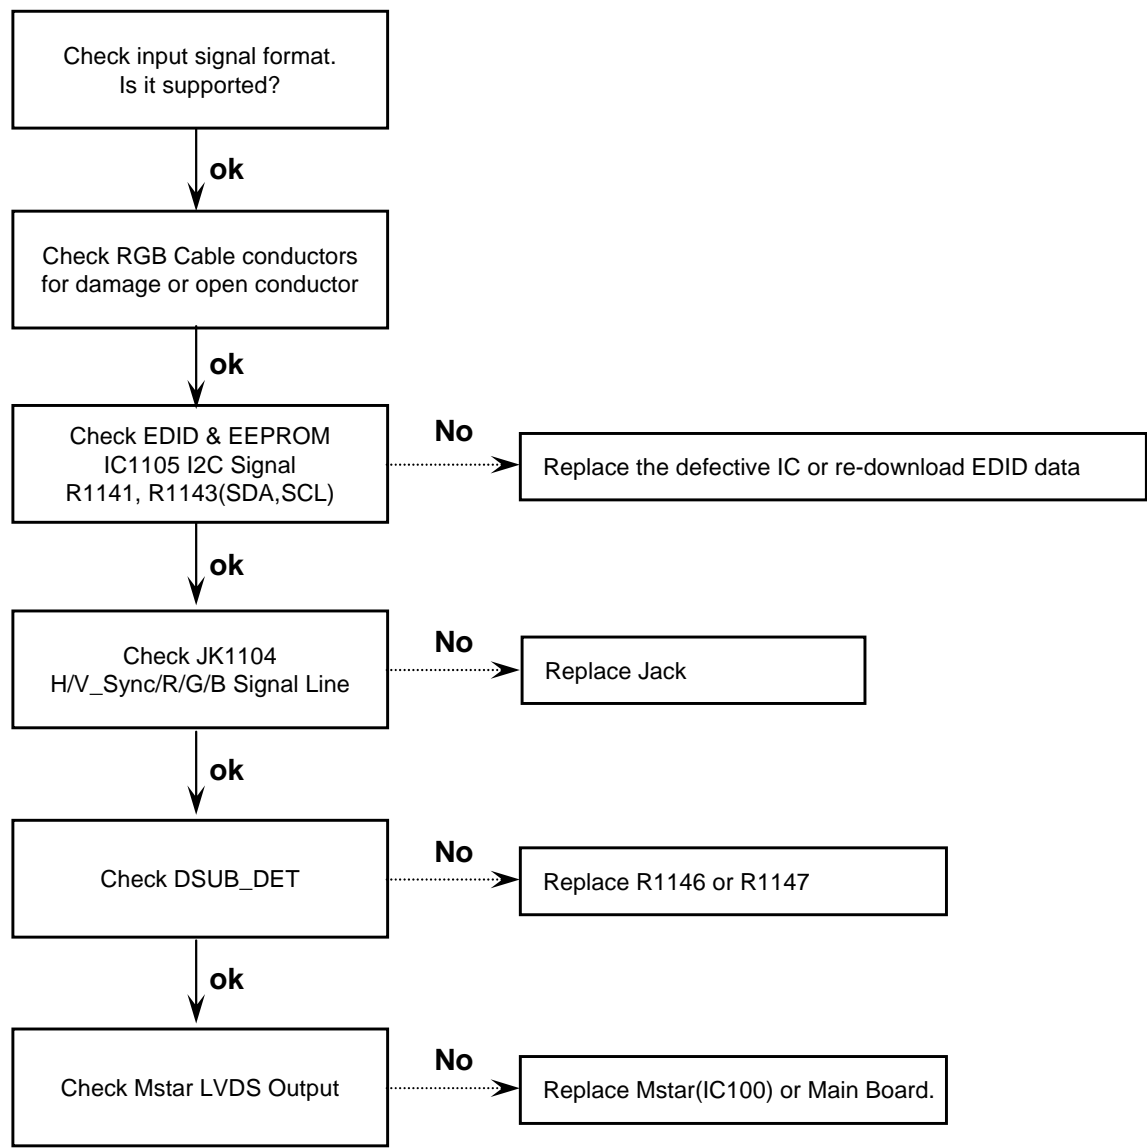 Check input signal format.
Is it supported?
ok
Check RGB Cable conductors
for damage or open conductor
ok
Check EDID & EEPROM
IC1105 I2C Signal
R1141, R1143(SDA,SCL)
No
Replace the defective IC or re-download EDID data
ok
Check JK1104
H/V_Sync/R/G/B Signal Line
No
Replace Jack
ok
Check DSUB_DET
No
Replace R1146 or R1147
ok
Check Mstar LVDS Output
No
Replace Mstar(IC100) or Main Board.